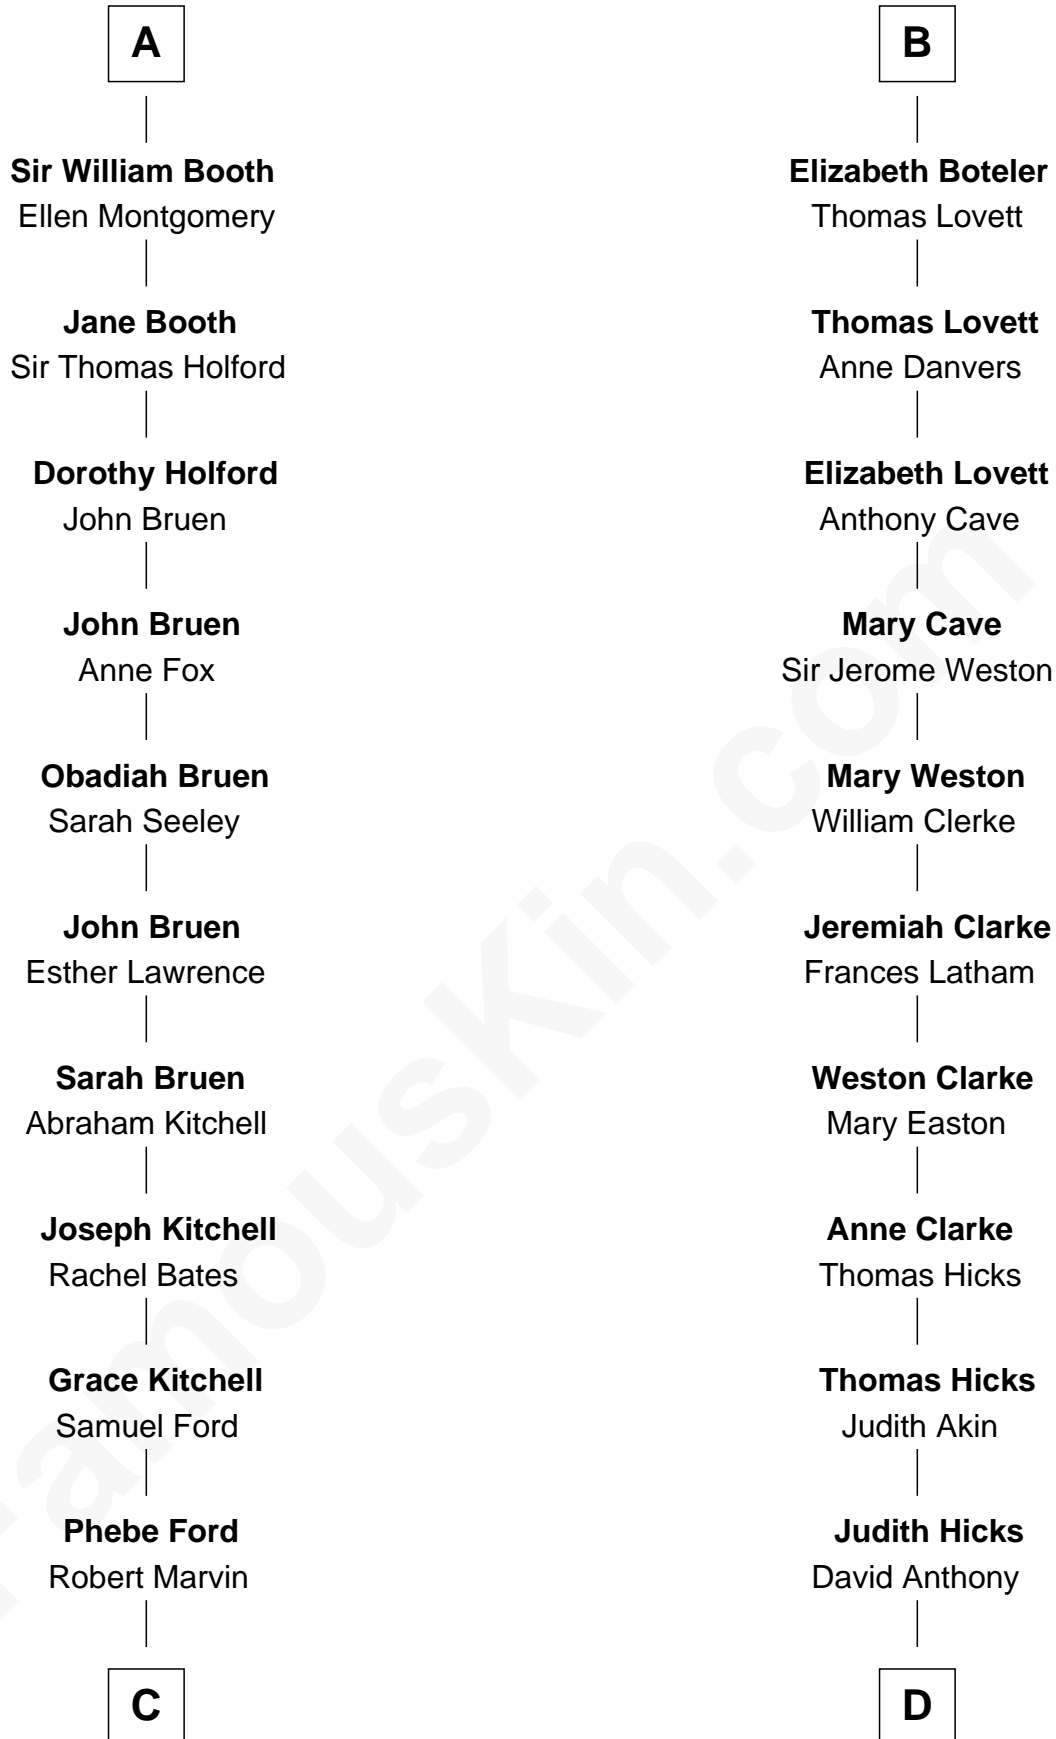 A
Sir William Booth
Ellen Montgomery
Jane Booth
Sir Thomas Holford
Dorothy Holford
John Bruen
John Bruen
Anne Fox
Obadiah Bruen
Sarah Seeley
John Bruen
Esther Lawrence
Sarah Bruen
Abraham Kitchell
Joseph Kitchell
Rachel Bates
Grace Kitchell
Samuel Ford
Phebe Ford
Robert Marvin
C
B
Elizabeth Boteler
Thomas Lovett
Thomas Lovett
Anne Danvers
Elizabeth Lovett
Anthony Cave
Mary Cave
Sir Jerome Weston
Mary Weston
William Clerke
Jeremiah Clarke
Frances Latham
Weston Clarke
Mary Easton
Anne Clarke
Thomas Hicks
Thomas Hicks
Judith Akin
Judith Hicks
David Anthony
D
FamousKin.com